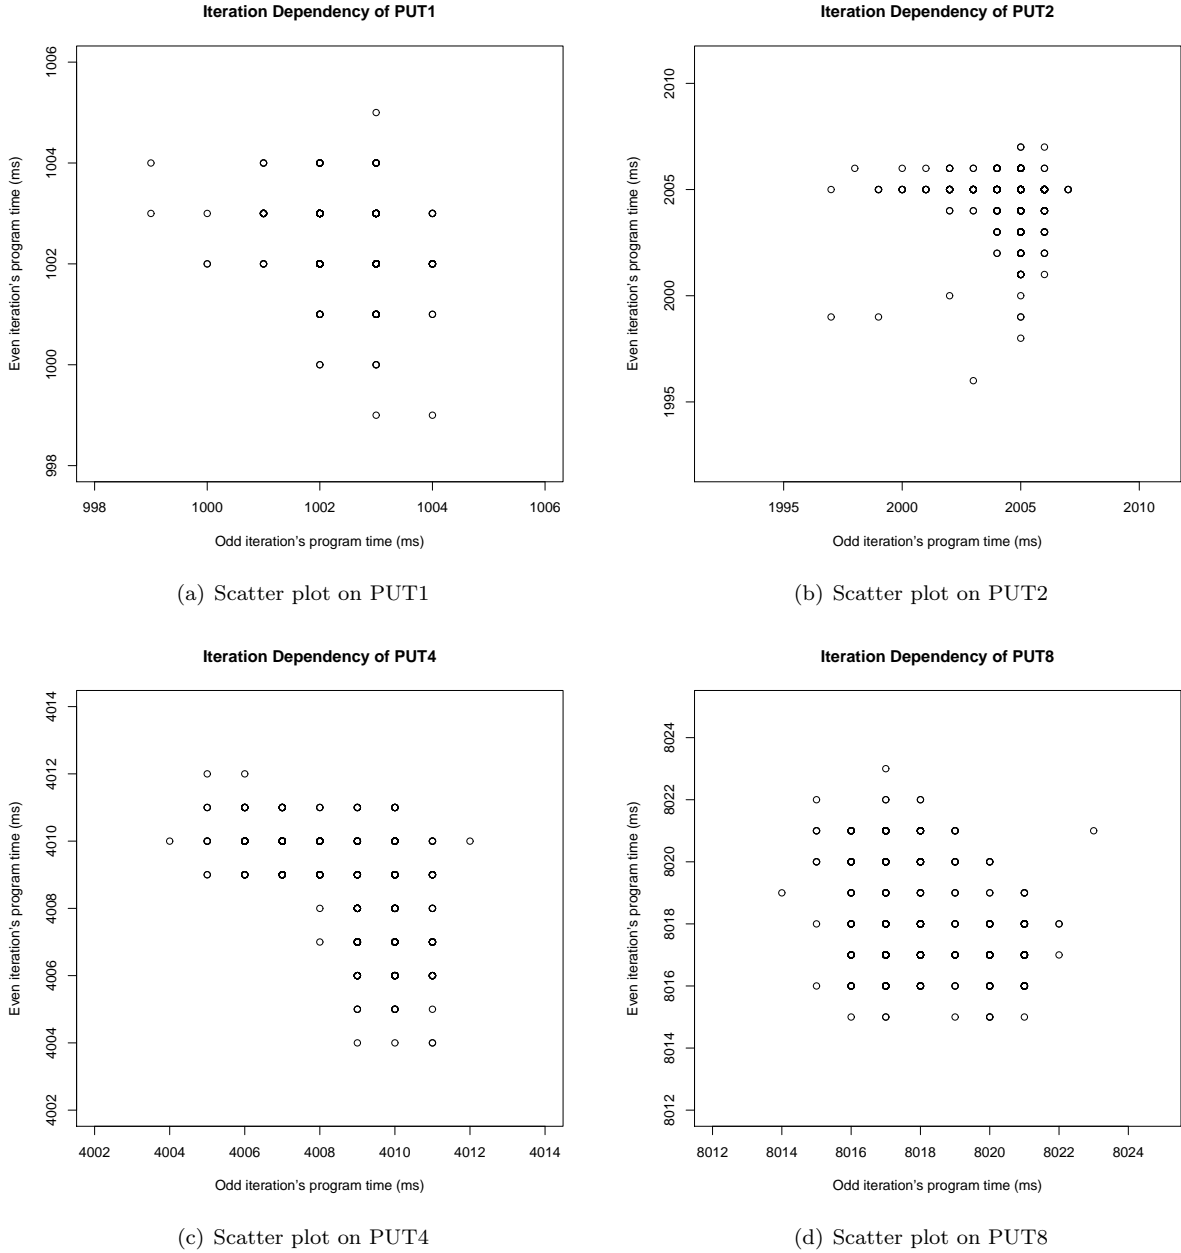 Iteration Dependency of PUT1
Even iteration's program time (ms)
998 1000 1002 1004 1006
998 1000 1002 1004 1006
Odd iteration's program time (ms)
(a) Scatter plot on PUT1
Iteration Dependency of PUT2
Even iteration's program time (ms)
1995 2000 2005 2010
1995 2000 2005 2010
Odd iteration's program time (ms)
(b) Scatter plot on PUT2
Iteration Dependency of PUT4
Even iteration's program time (ms)
4002 4004 4006 4008 4010 4012 4014
4002 4004 4006 4008 4010 4012 4014
Odd iteration's program time (ms)
(c) Scatter plot on PUT4
Iteration Dependency of PUT8
Even iteration's program time (ms)
8012 8014 8016 8018 8020 8022 8024
8012 8014 8016 8018 8020 8022 8024
Odd iteration's program time (ms)
(d) Scatter plot on PUT8